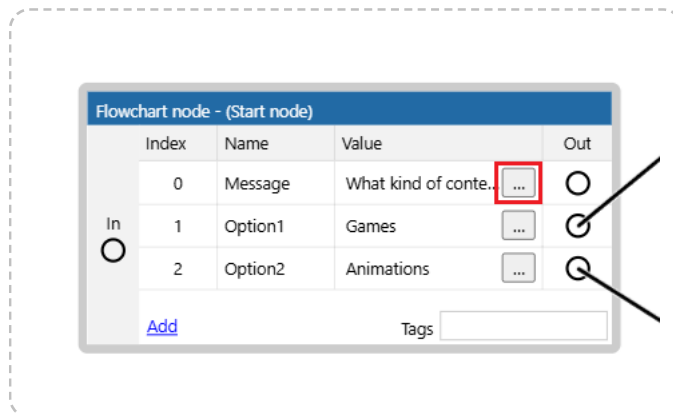 Flowchart node - (Start node)
Index Name Value Out
0 Message What kind of conte... ...
In
1 Option1 Games ...
2 Option2 Animations ...
Add Tags